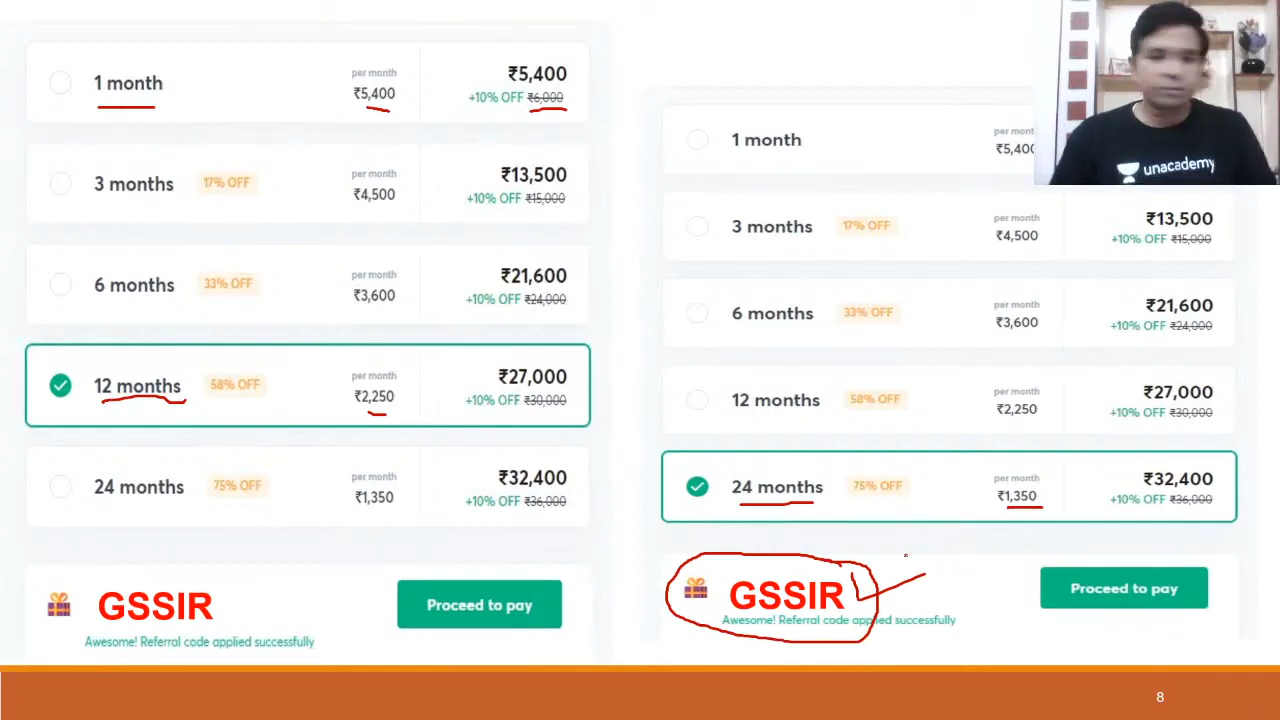 1 month
per month
₹5,400
₹5,400
+10% OFF ₹6,000
3 months
17% OFF
per month
₹4,500
₹13,500
+10% OFF ₹15,000
6 months
33% OFF
per month
₹3,600
₹21,600
+10% OFF ₹24,000
12 months
58% OFF
per month
₹2,250
₹27,000
+10% OFF ₹30,000
24 months
75% OFF
per month
₹1,350
₹32,400
+10% OFF ₹36,000
GSSIR
Awesome! Referral code applied successfully
Proceed to pay
1 month
per mont
₹5,400
3 months
17% OFF
per month
₹4,500
₹13,500
+10% OFF ₹15,000
6 months
33% OFF
per month
₹3,600
₹21,600
+10% OFF ₹24,000
12 months
58% OFF
per month
₹2,250
₹27,000
+10% OFF ₹30,000
24 months
75% OFF
per month
₹1,350
₹32,400
+10% OFF ₹36,000
GSSIR
Awesome! Referral code applied successfully
Proceed to pay
unacademy
8